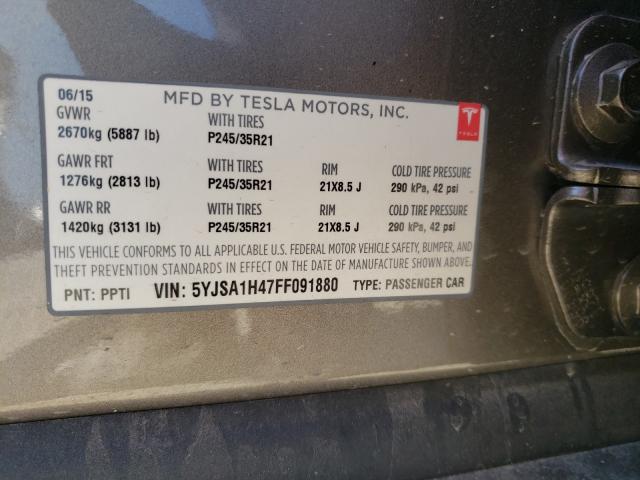 06/15 MFD BY TESLA MOTORS, INC.
GVWR WITH TIRES
2670kg (5887 lb) P245/35R21
TESLA
GAWR FRT WITH TIRES RIM COLD TIRE PRESSURE
1276kg (2813 lb) P245/35R21 21X8.5 J 290 kPa, 42 psi
GAWR RR WITH TIRES RIM COLD TIRE PRESSURE
1420kg (3131 lb) P245/35R21 21X8.5 J 290 kPa, 42 psi
THIS VEHICLE CONFORMS TO ALL APPLICABLE U.S. FEDERAL MOTOR VEHICLE SAFETY, BUMPER, AND
THEFT PREVENTION STANDARDS IN EFFECT ON THE DATE OF MANUFACTURE SHOWN ABOVE.
PNT: PPTI VIN: 5YJSA1H47FF091880 TYPE: PASSENGER CAR